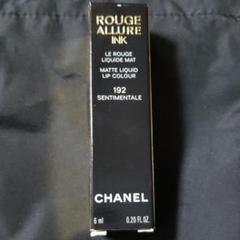 ROUGE
ALLURE
INK
LE ROUGE
LIQUIDE MAT
MATTE LIQUID
LIP COLOUR
192
SENTIMENTALE
CHANEL
6 ml 0.20 FL. OZ.